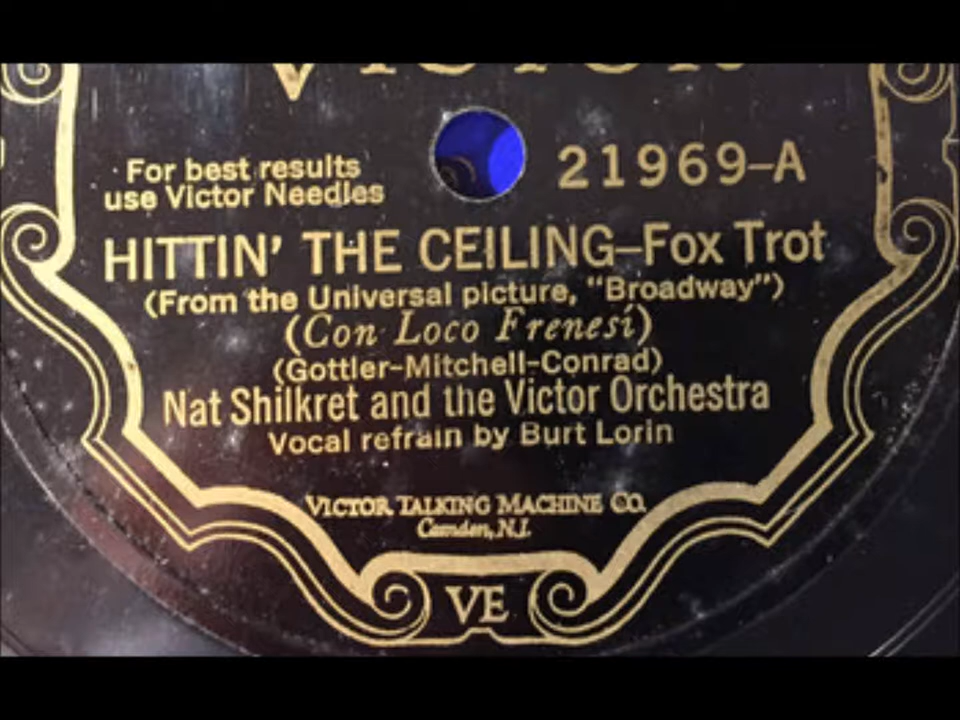 VICTOR
For best results
use Victor Needles
21969-A
HITTIN' THE CEILING–Fox Trot
(From the Universal picture, "Broadway")
(Con Loco Frenesí)
(Gottler-Mitchell-Conrad)
Nat Shilkret and the Victor Orchestra
Vocal refrain by Burt Lorin
VICTOR TALKING MACHINE CO.
Camden, N.J.
VE